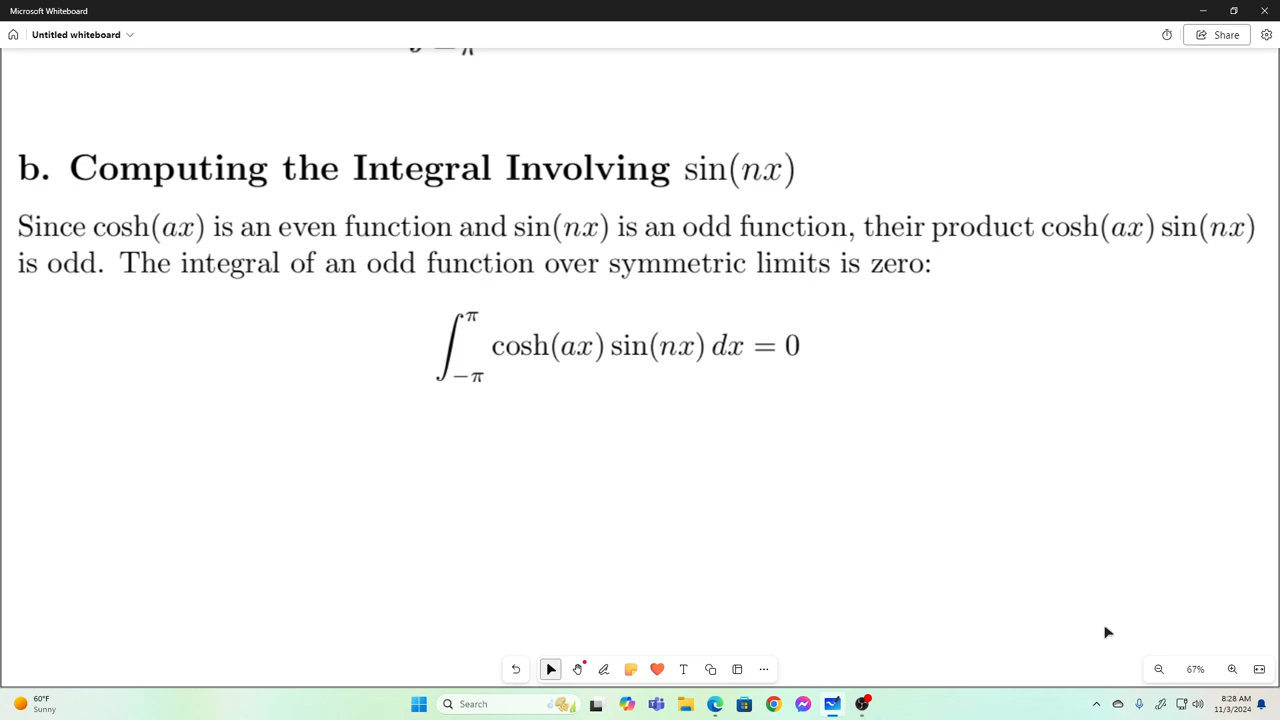 Microsoft Whiteboard
Untitled whiteboard
Share
b. Computing the Integral Involving sin(nx)
Since cosh(ax) is an even function and sin(nx) is an odd function, their product cosh(ax) sin(nx)
is odd. The integral of an odd function over symmetric limits is zero:
∫_{-π}^{π} cosh(ax) sin(nx) dx = 0
67%
60°F
Sunny
Search
8:28 AM
11/3/2024